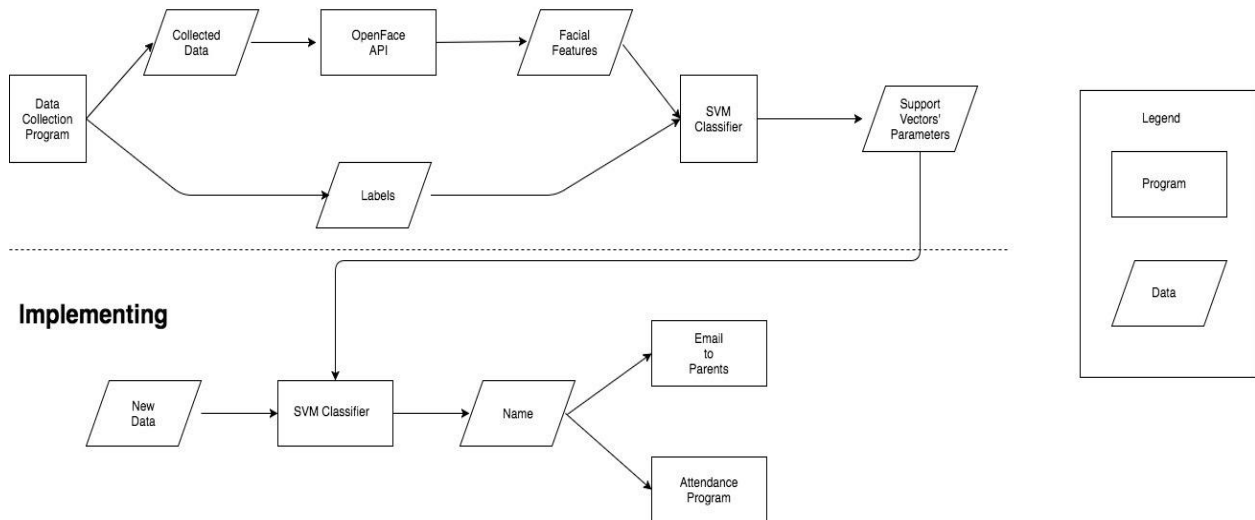 Collected
Data
OpenFace
API
Facial
Features
Data
Collection
Program
SVM
Classifier
Support
Vectors'
Parameters
Labels
Legend
Program
Data
Implementing
New
Data
SVM Classifier
Name
Email
to
Parents
Attendance
Program